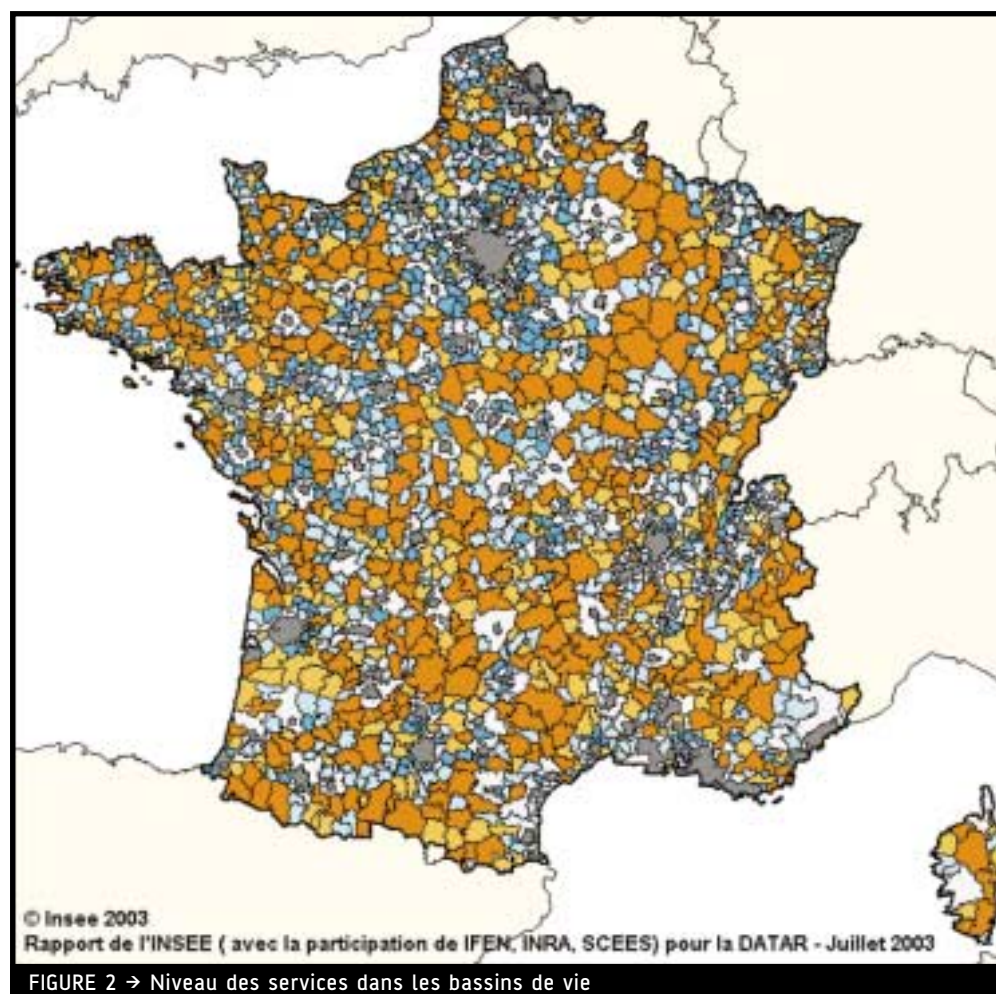 © Insee 2003
Rapport de l'INSEE ( avec la participation de IFEN, INRA, SCEES) pour la DATAR - Juillet 2003
FIGURE 2 → Niveau des services dans les bassins de vie